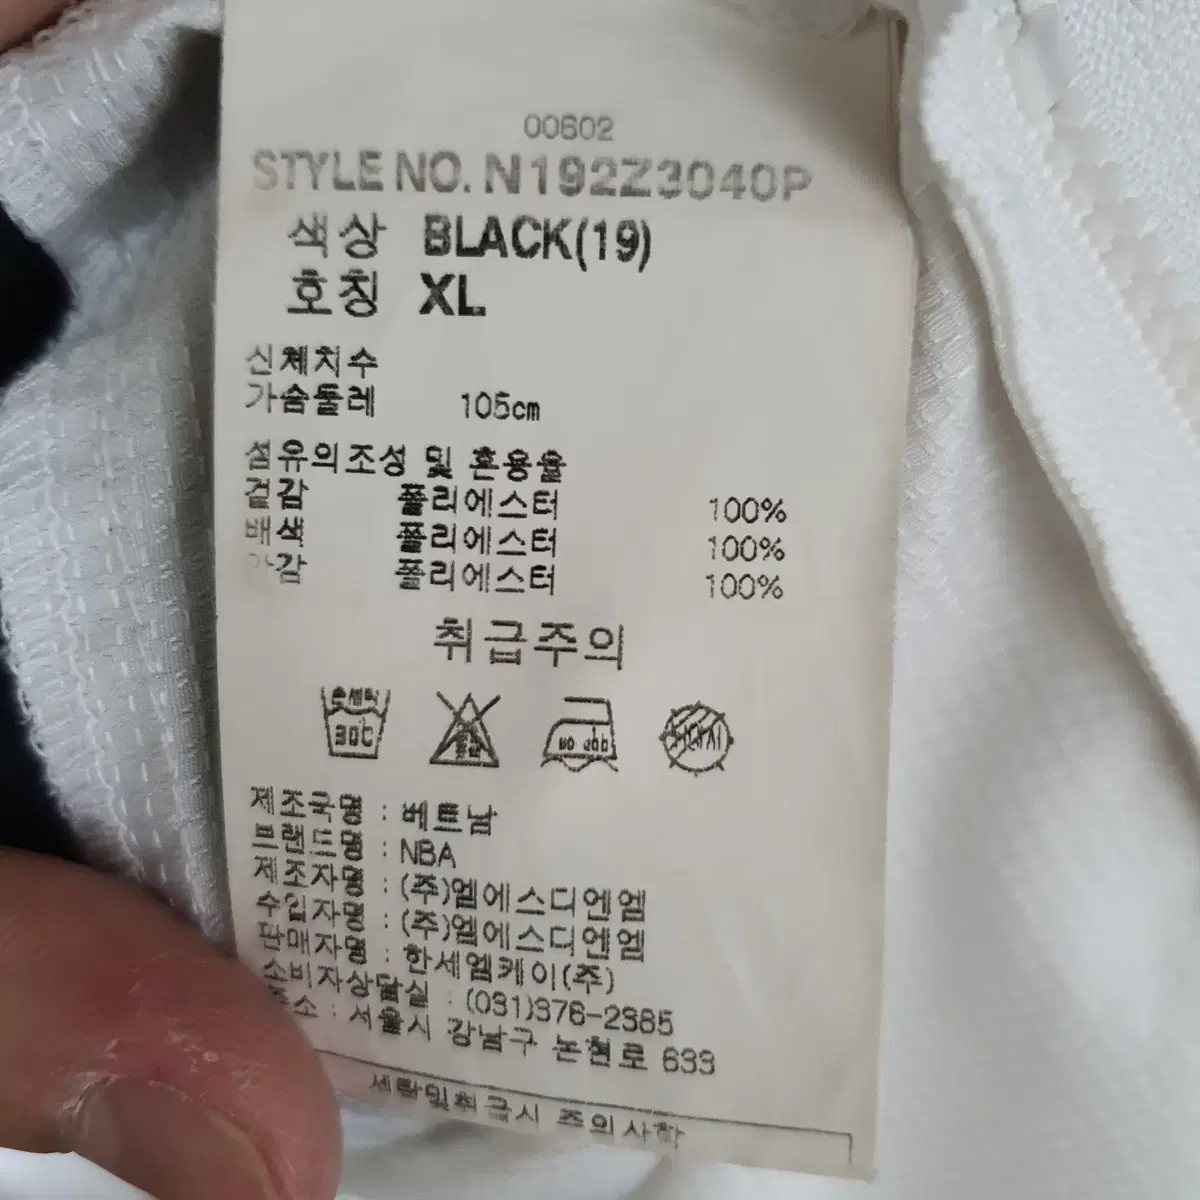 00602
STYLE NO. N192Z3040P
색상 BLACK(19)
호칭 XL
신체치수
가슴둘레 105cm
섬유의조성 및 혼용율
겉감 폴리에스터 100%
배색 폴리에스터 100%
안감 폴리에스터 100%
취급주의
손세탁
30℃
염소
제조국명 : 베트남
브랜드명 : NBA
제조자명 : (주)엠에스디엔엠
수입자명 : (주)엠에스디엔엠
판매자명 : 한세엠케이(주)
소비자상담실 : (031)376-2385
주소 : 서울시 강남구 논현로 633
세탁및취급시 주의사항